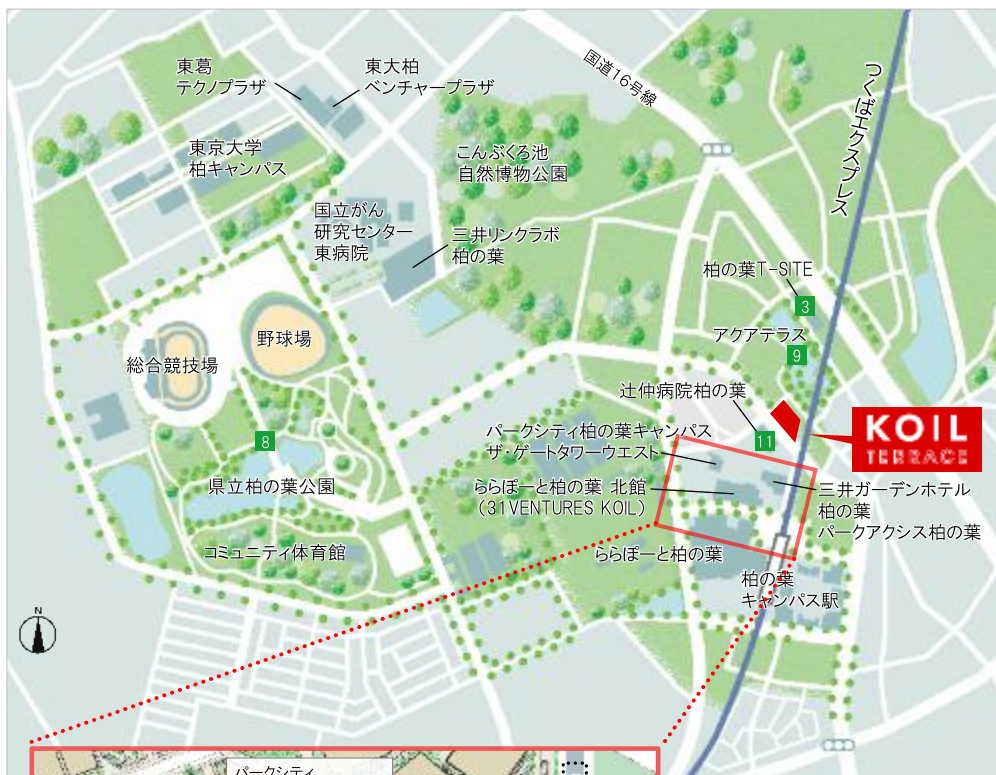 東葛
テクノプラザ
東大柏
ベンチャープラザ
国道16号線
つくばエクスプレス
東京大学
柏キャンパス
こんぶくろ池
自然博物公園
国立がん
研究センター
東病院
三井リンクラボ
柏の葉
柏の葉T-SITE
3
アクアテラス
9
野球場
総合競技場
辻仲病院柏の葉
11
KOIL
TERRACE
8
パークシティ柏の葉キャンパス
ザ・ゲートタワーウエスト
ららぽーと柏の葉 北館
(31VENTURES KOIL)
三井ガーデンホテル
柏の葉
パークアクシス柏の葉
県立柏の葉公園
コミュニティ体育館
ららぽーと柏の葉
柏の葉
キャンパス駅
N
パークシティ